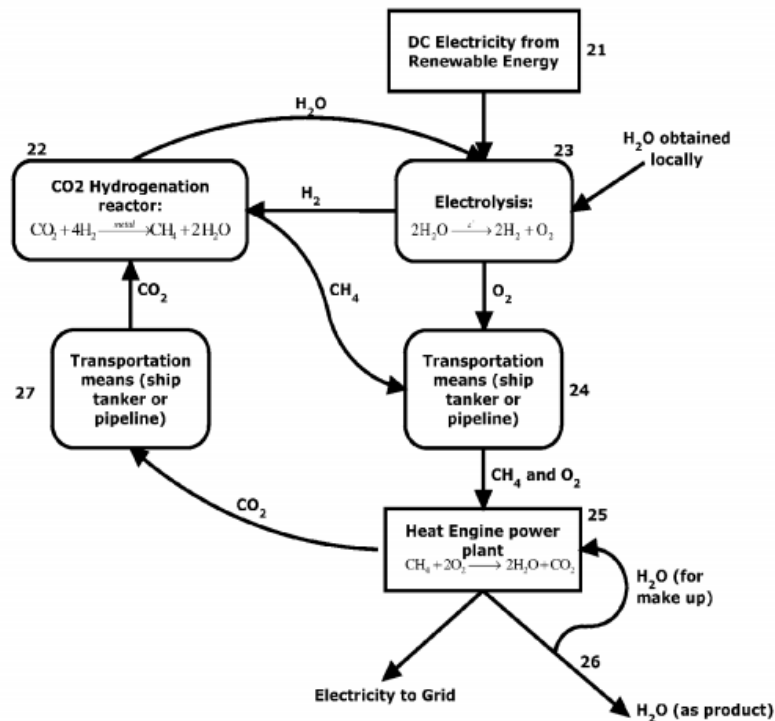 DC Electricity from
Renewable Energy
21
H₂O
22
CO2 Hydrogenation
reactor:
CO₂+4H₂ —metal→ CH₄+2H₂O
H₂
23
Electrolysis:
2H₂O —e⁻→ 2H₂+O₂
H₂O obtained
locally
CO₂
CH₄
O₂
27
Transportation
means (ship
tanker or
pipeline)
Transportation
means (ship
tanker or
pipeline)
24
CO₂
CH₄ and O₂
25
Heat Engine power
plant
CH₄+2O₂ ⟶ 2H₂O+CO₂
H₂O (for
make up)
26
Electricity to Grid
H₂O (as product)